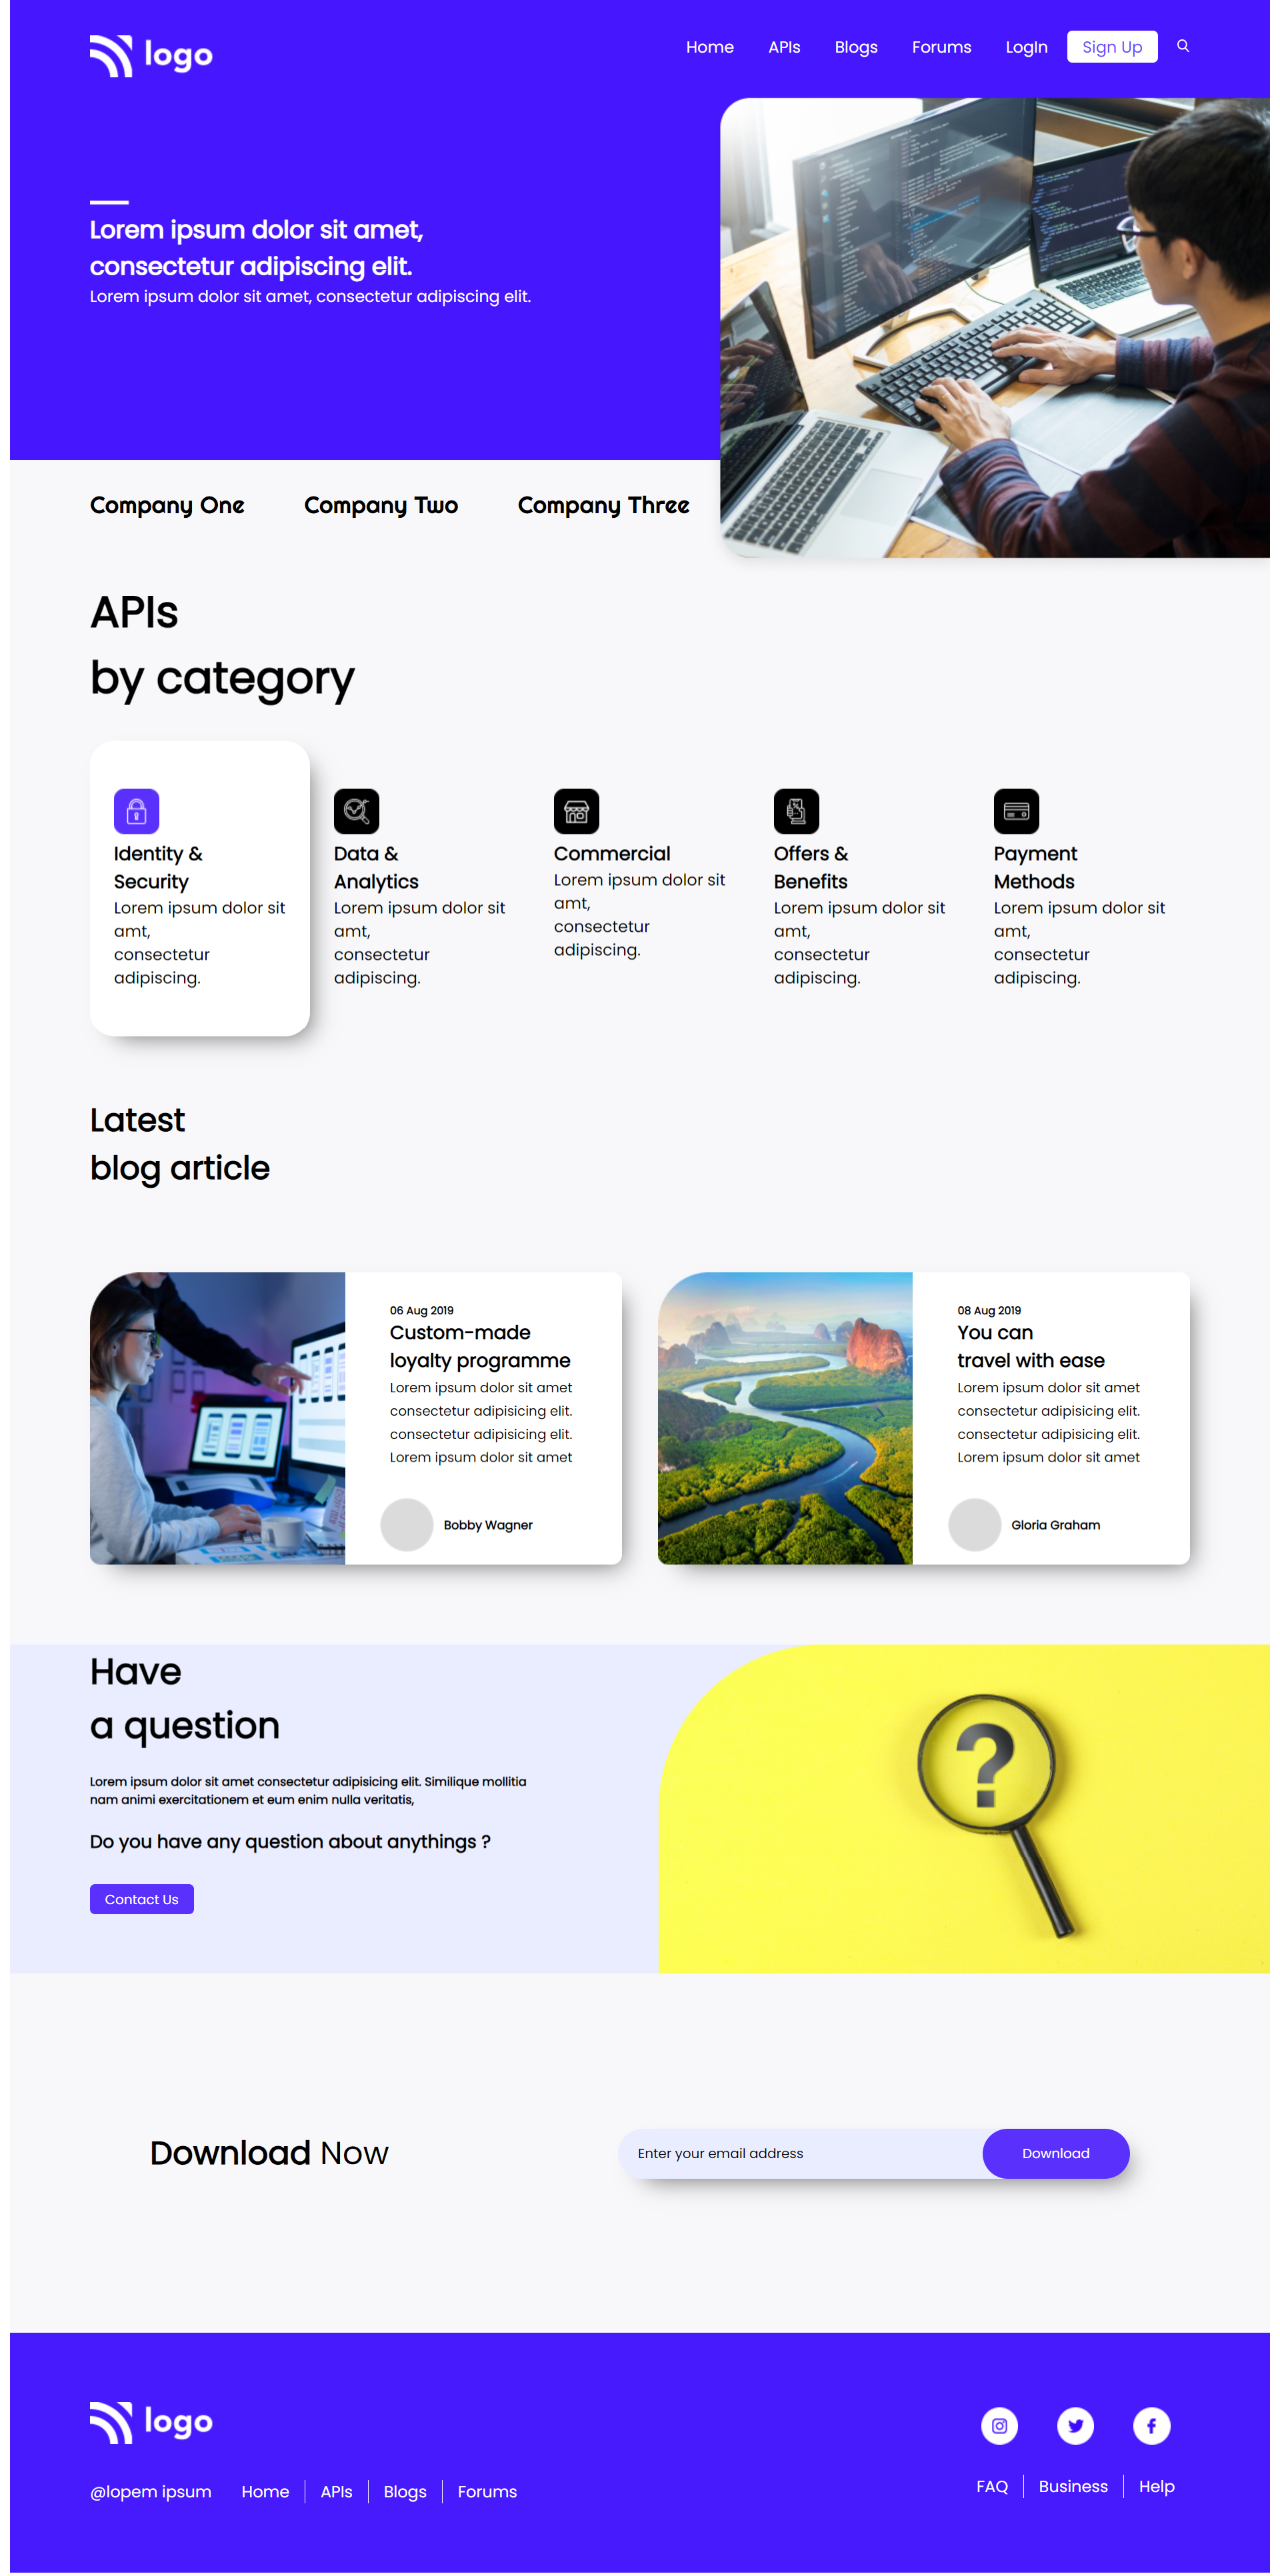 logo
Home APIs Blogs Forums LogIn Sign Up
Lorem ipsum dolor sit amet,
consectetur adipiscing elit.
Lorem ipsum dolor sit amet, consectetur adipiscing elit.
Company One Company Two Company Three
APIs
by category
Identity &
Security
Lorem ipsum dolor sit
amt,
consectetur
adipiscing.
Data &
Analytics
Lorem ipsum dolor sit
amt,
consectetur
adipiscing.
Commercial
Lorem ipsum dolor sit
amt,
consectetur
adipiscing.
Offers &
Benefits
Lorem ipsum dolor sit
amt,
consectetur
adipiscing.
Payment
Methods
Lorem ipsum dolor sit
amt,
consectetur
adipiscing.
Latest
blog article
06 Aug 2019
Custom-made
loyalty programme
Lorem ipsum dolor sit amet
consectetur adipisicing elit.
consectetur adipisicing elit.
Lorem ipsum dolor sit amet
Bobby Wagner
08 Aug 2019
You can
travel with ease
Lorem ipsum dolor sit amet
consectetur adipisicing elit.
consectetur adipisicing elit.
Lorem ipsum dolor sit amet
Gloria Graham
Have
a question
Lorem ipsum dolor sit amet consectetur adipisicing elit. Similique mollitia
nam animi exercitationem et eum enim nulla veritatis,
Do you have any question about anythings ?
Contact Us
?
Download Now
Enter your email address
Download
logo
@lopem ipsum Home APIs Blogs Forums
FAQ Business Help